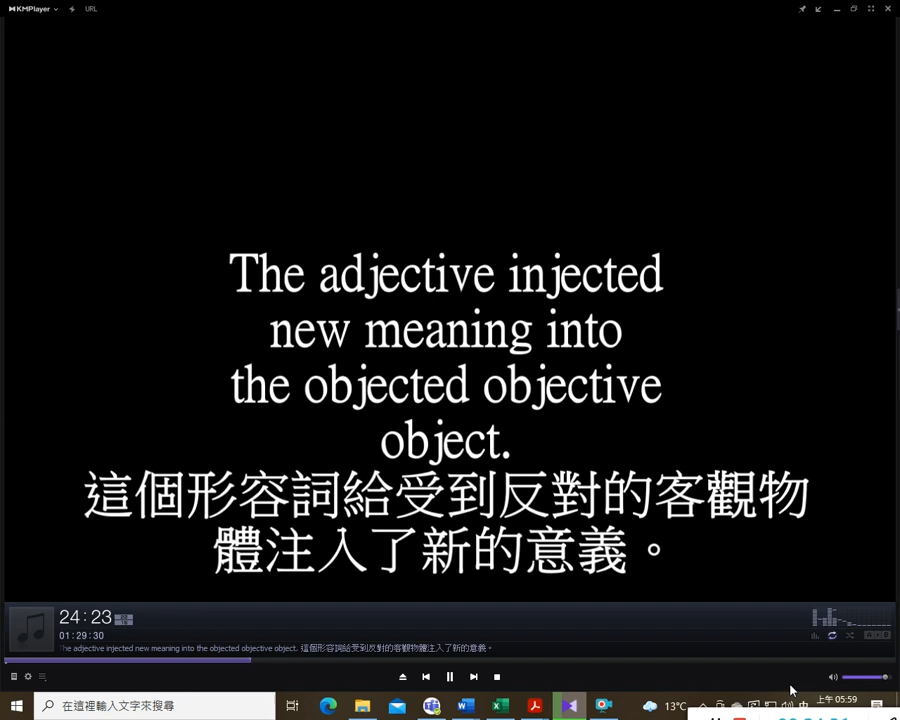 KMPlayer
URL
The adjective injected
new meaning into
the objected objective
object.
這個形容詞給受到反對的客觀物
體注入了新的意義。
24:23
01:29:30
The adjective injected new meaning into the objected objective object. 這個形容詞給受到反對的客觀物體注入了新的意義。
在這裡輸入文字來搜尋
13°C
中
上午 05:59